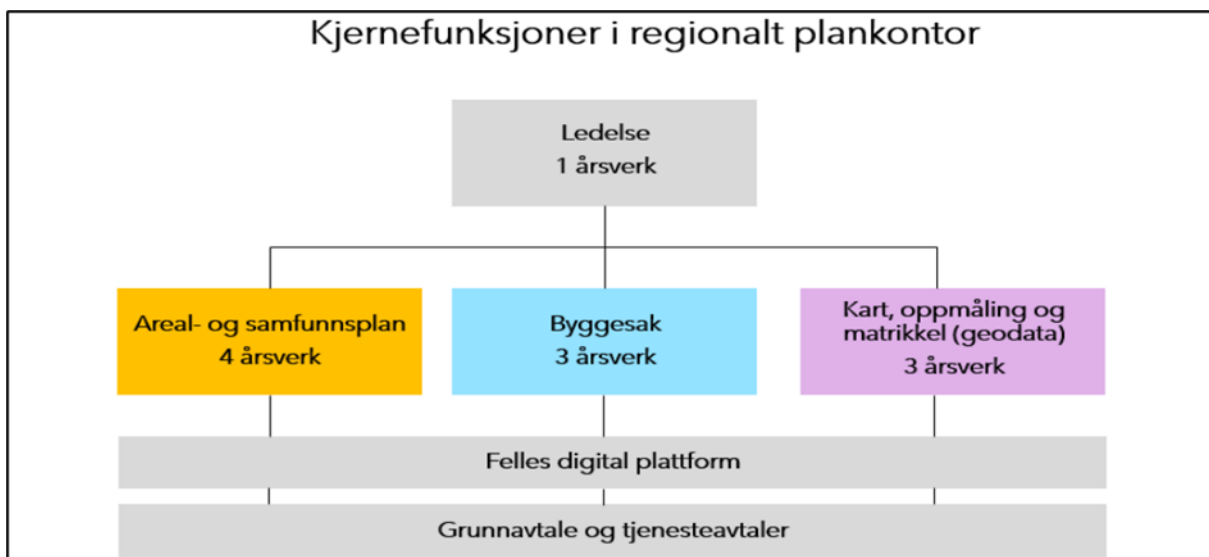 Kjernefunksjoner i regionalt plankontor
Ledelse
1 årsverk
Areal- og samfunnsplan
4 årsverk
Byggesak
3 årsverk
Kart, oppmåling og
matrikkel (geodata)
3 årsverk
Felles digital plattform
Grunnavtale og tjenesteavtaler